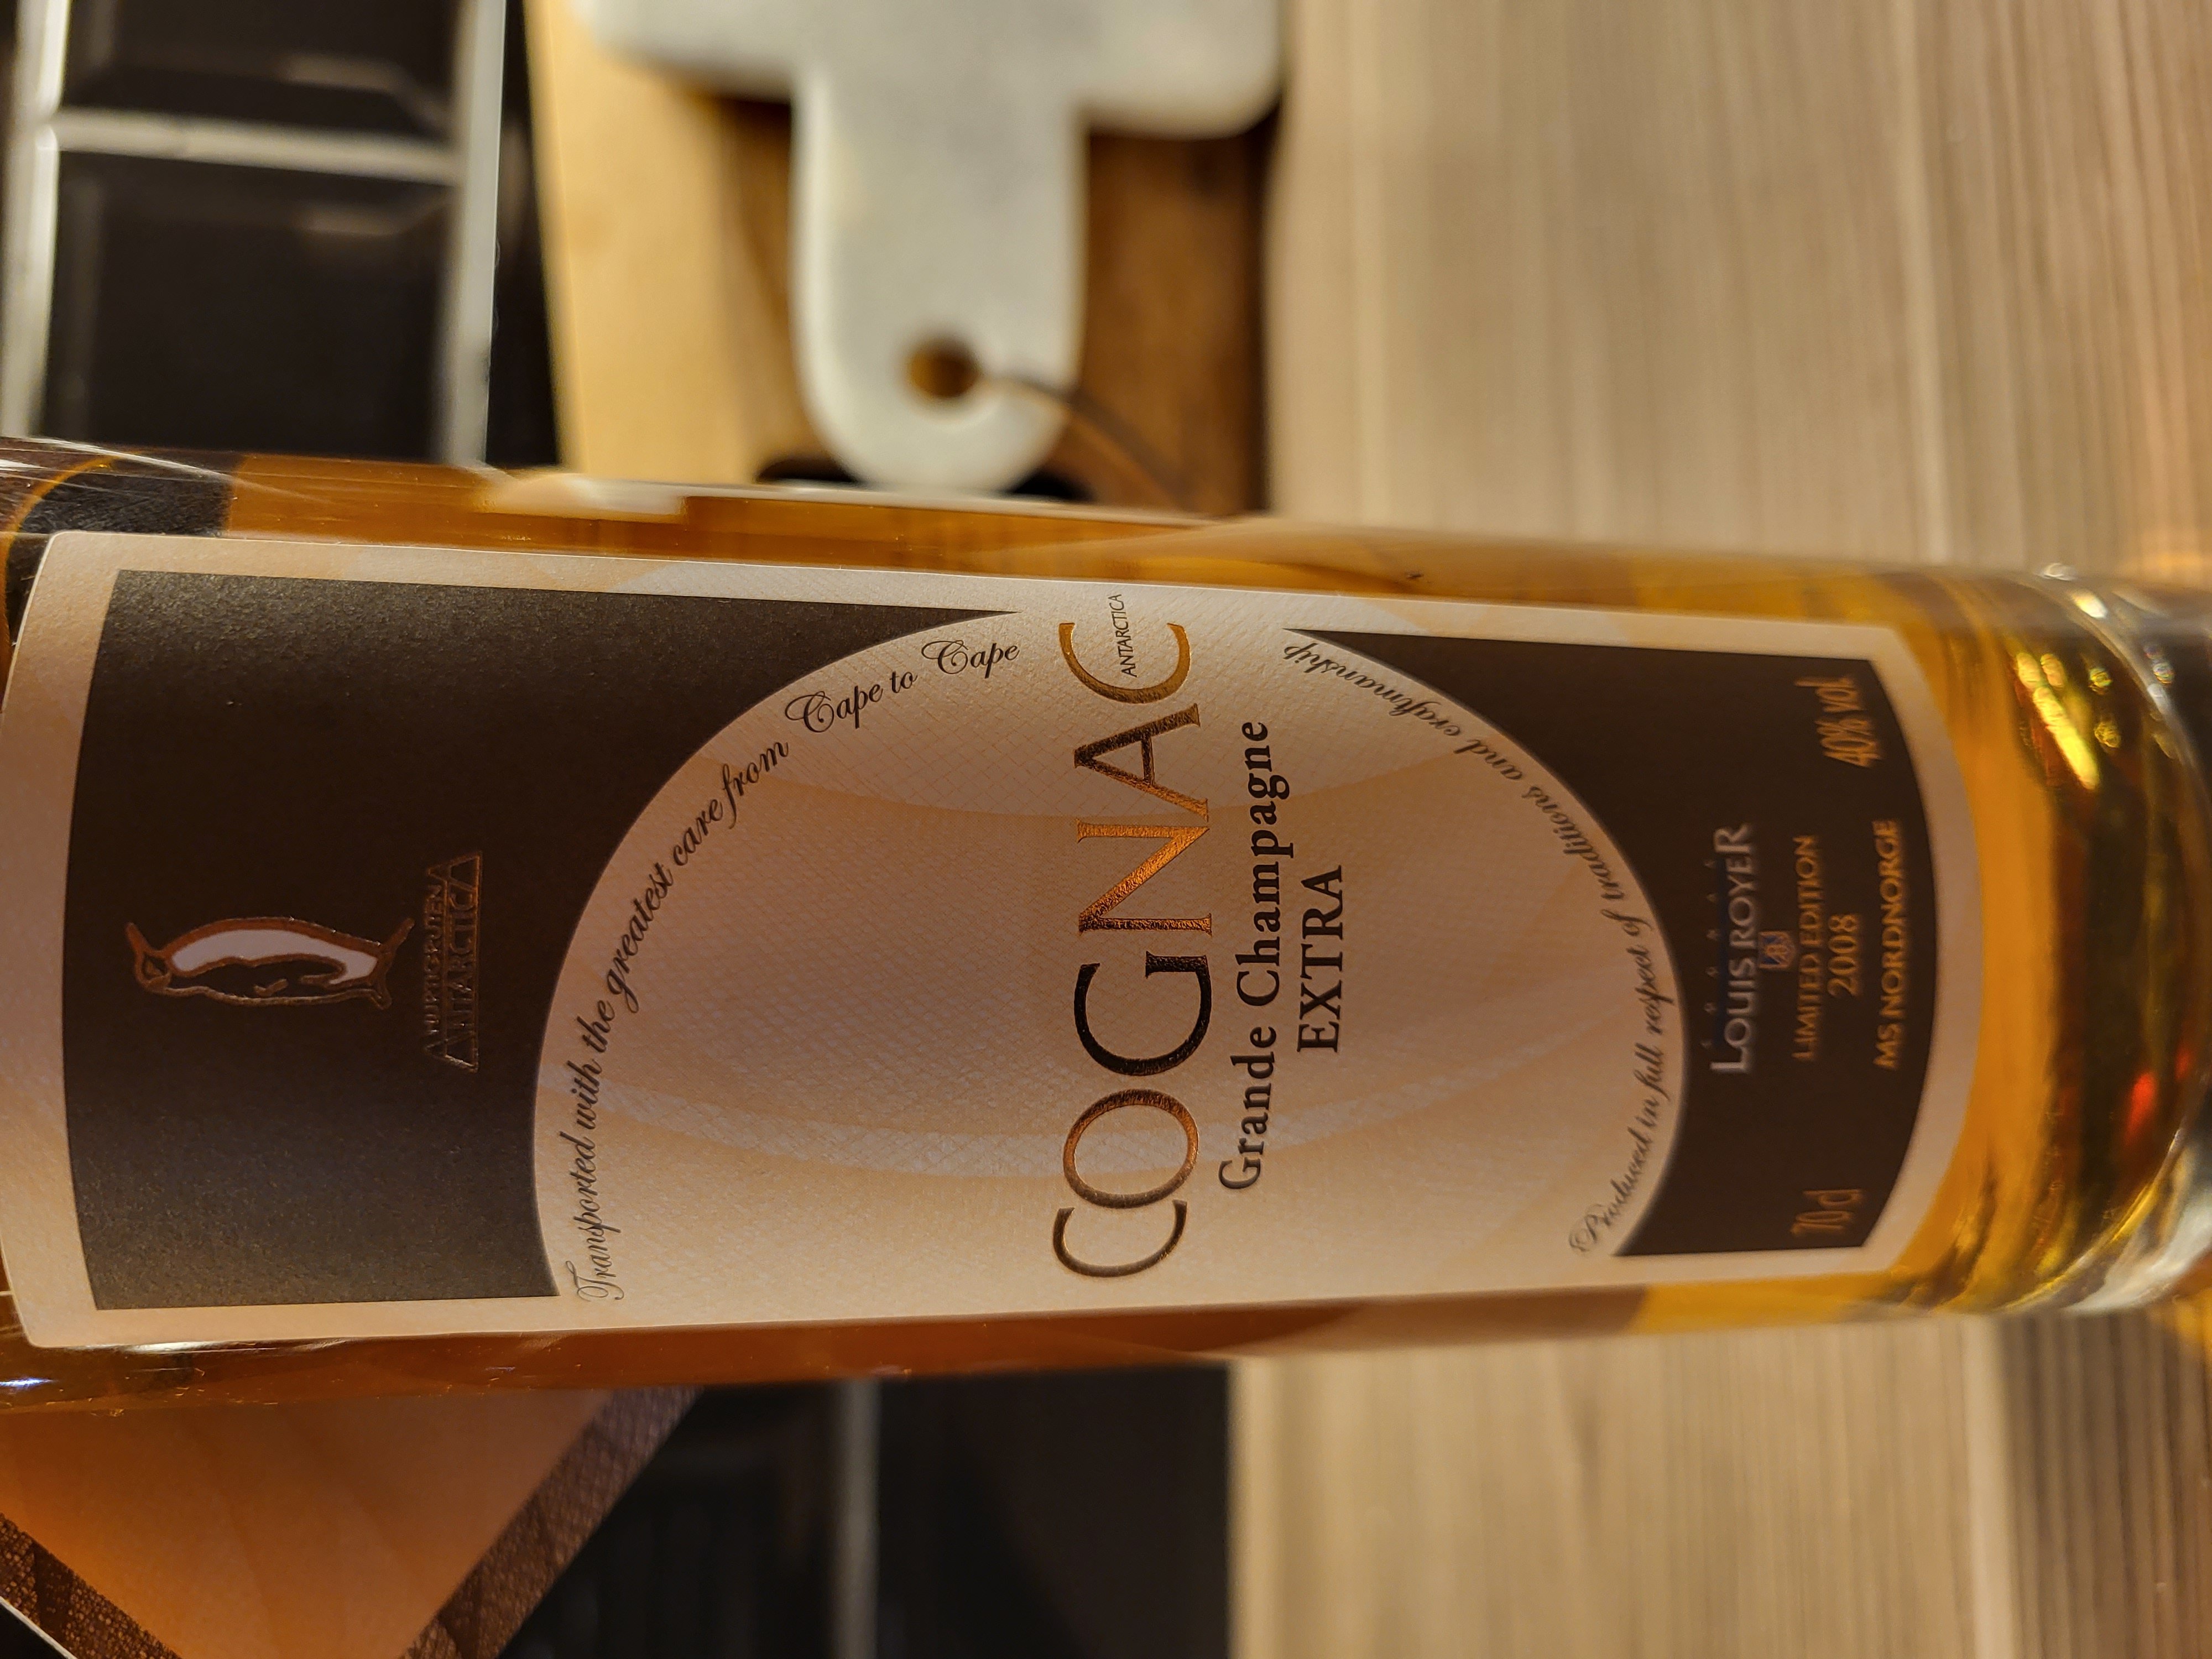 HURTIGRUTEN
ANTARCTICA
Transported with the greatest care from Cape to Cape
COGNAC
ANTARCTICA
Grande Champagne
EXTRA
Produced in full respect of traditions and craftmanship
LOUIS ROYER
LIMITED EDITION
70cl 2008 40% vol.
MS NORDNORGE